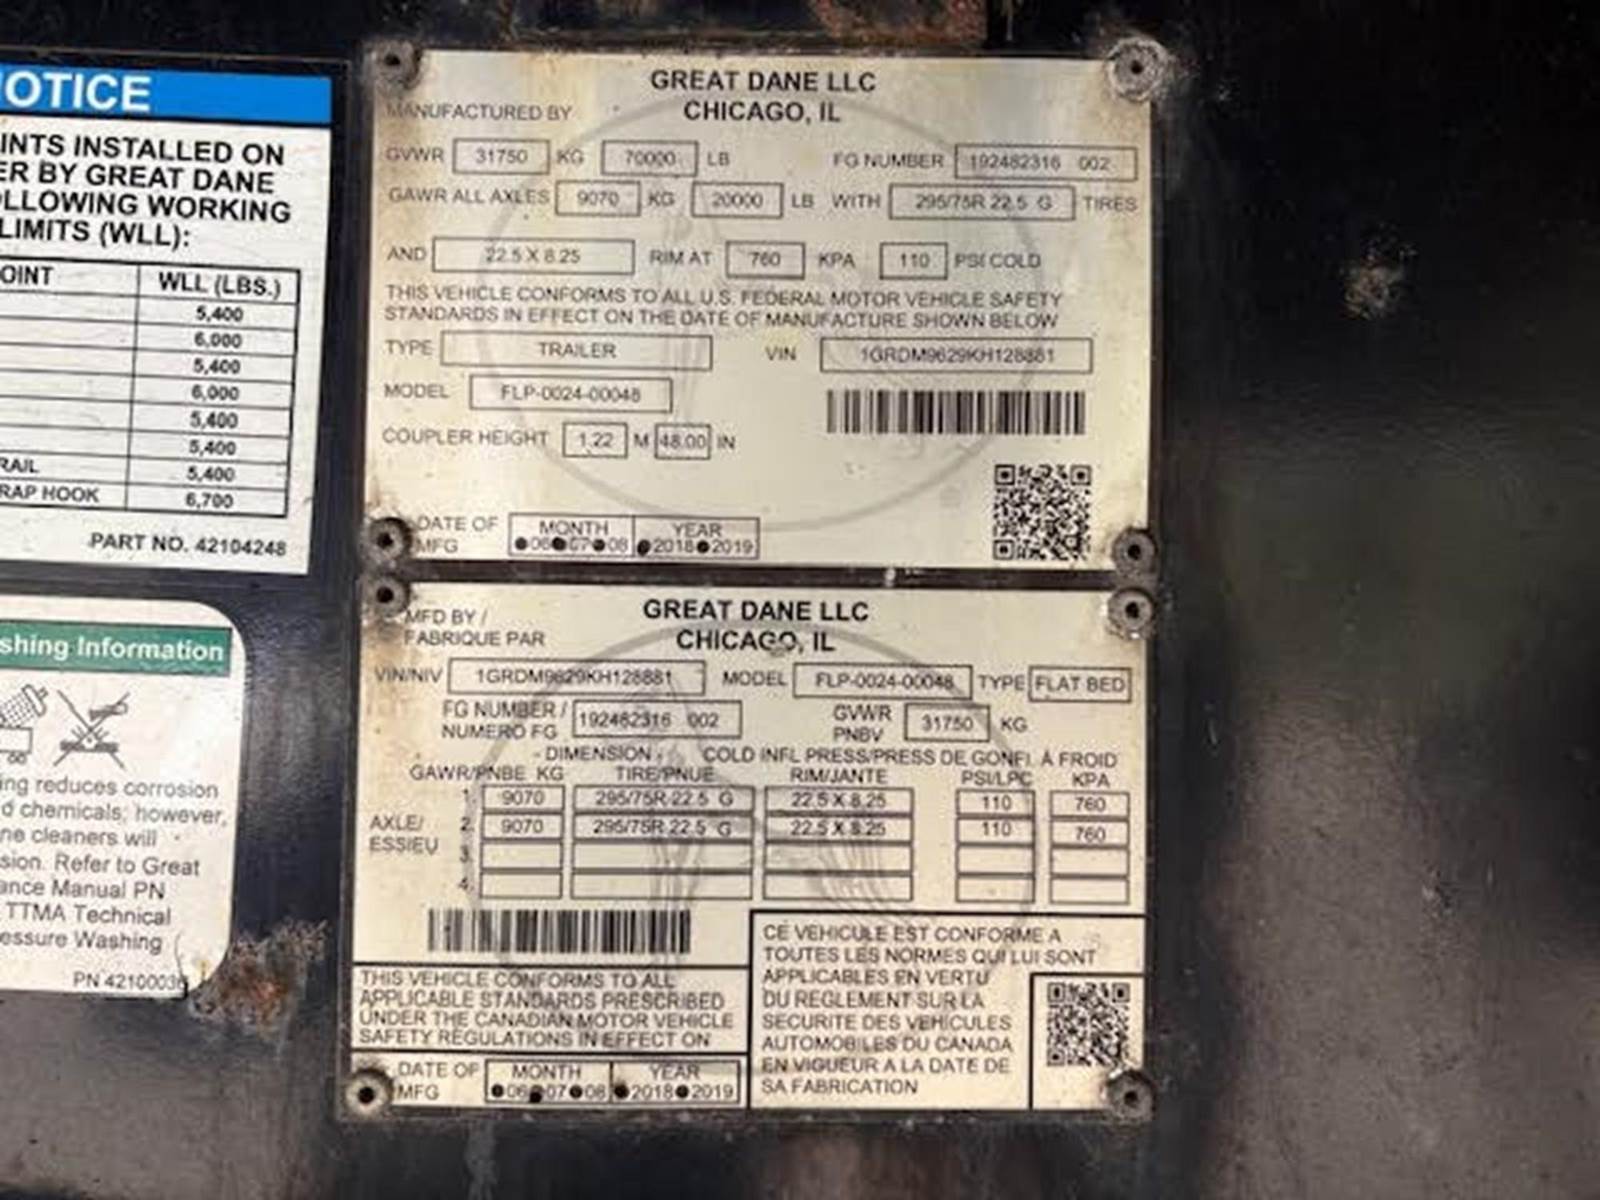 OTICE
INTS INSTALLED ON
ER BY GREAT DANE
OLLOWING WORKING
LIMITS (WLL):
OINT WLL (LBS.)
5,400
6,000
5,400
6,000
5,400
5,400
RAIL 5,400
RAP HOOK 6,700
PART NO. 42104248
shing Information
ing reduces corrosion
d chemicals; however,
ne cleaners will
sion. Refer to Great
ance Manual PN
TTMA Technical
essure Washing
PN 4210003
GREAT DANE LLC
MANUFACTURED BY CHICAGO, IL
GVWR 31750 KG 70000 LB FG NUMBER 192482316 002
GAWR ALL AXLES 9070 KG 20000 LB WITH 295/75R 22.5 G TIRES
AND 22.5 X 8.25 RIM AT 760 KPA 110 PSI COLD
THIS VEHICLE CONFORMS TO ALL U.S. FEDERAL MOTOR VEHICLE SAFETY
STANDARDS IN EFFECT ON THE DATE OF MANUFACTURE SHOWN BELOW
TYPE TRAILER VIN 1GRDM9629KH128881
MODEL FLP-0024-00048
COUPLER HEIGHT 1.22 M 48.00 IN
DATE OF MONTH YEAR
MFG 06 07 08 2018 2019
MFD BY / GREAT DANE LLC
FABRIQUE PAR CHICAGO, IL
VIN/NIV 1GRDM9629KH128881 MODEL FLP-0024-00048 TYPE FLAT BED
FG NUMBER / 192482316 002 GVWR 31750 KG
NUMERO FG PNBV
- DIMENSION - COLD INFL PRESS/PRESS DE GONFL A FROID
GAWR/PNBE KG TIRE/PNUE RIM/JANTE PSI/LPC KPA
1. 9070 295/75R 22.5 G 22.5 X 8.25 110 760
AXLE/ 2. 9070 295/75R 22.5 G 22.5 X 8.25 110 760
ESSIEU 3.
4.
THIS VEHICLE CONFORMS TO ALL
APPLICABLE STANDARDS PRESCRIBED
UNDER THE CANADIAN MOTOR VEHICLE
SAFETY REGULATIONS IN EFFECT ON
DATE OF MONTH YEAR
MFG 06 07 08 2018 2019
CE VEHICULE EST CONFORME A
TOUTES LES NORMES QUI LUI SONT
APPLICABLES EN VERTU
DU REGLEMENT SUR LA
SECURITE DES VEHICULES
AUTOMOBILES DU CANADA
EN VIGUEUR A LA DATE DE
SA FABRICATION